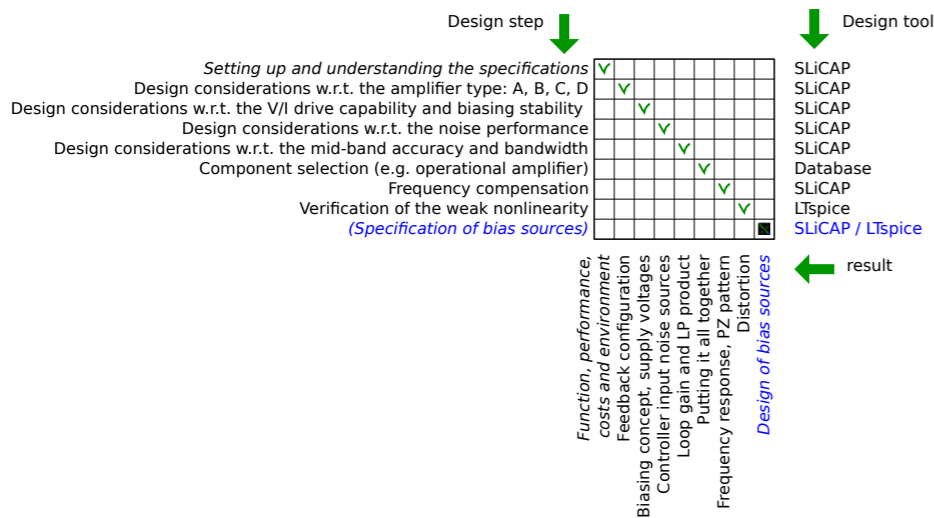 Design step
Design tool
Setting up and understanding the specifications
SLiCAP
Design considerations w.r.t. the amplifier type: A, B, C, D
SLiCAP
Design considerations w.r.t. the V/I drive capability and biasing stability
SLiCAP
Design considerations w.r.t. the noise performance
SLiCAP
Design considerations w.r.t. the mid-band accuracy and bandwidth
SLiCAP
Component selection (e.g. operational amplifier)
Database
Frequency compensation
SLiCAP
Verification of the weak nonlinearity
LTspice
(Specification of bias sources)
SLiCAP / LTspice
result
Function, performance,
costs and environment
Feedback configuration
Biasing concept, supply voltages
Controller input noise sources
Loop gain and LP product
Putting it all together
Frequency response, PZ pattern
Distortion
Design of bias sources